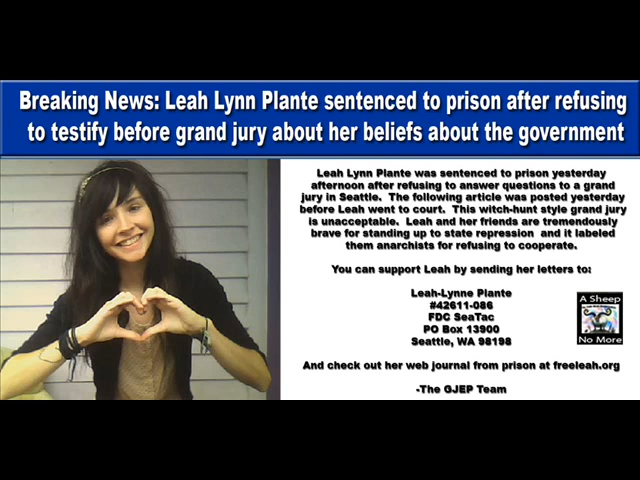 Breaking News: Leah Lynn Plante sentenced to prison after refusing
to testify before grand jury about her beliefs about the government
Leah Lynn Plante was sentenced to prison yesterday
afternoon after refusing to answer questions to a grand
jury in Seattle. The following article was posted yesterday
before Leah went to court. This witch-hunt style grand jury
is unacceptable. Leah and her friends are tremendously
brave for standing up to state repression and it labeled
them anarchists for refusing to cooperate.
You can support Leah by sending her letters to:
Leah-Lynne Plante
#42611-086
FDC SeaTac
PO Box 13900
Seattle, WA 98198
And check out her web journal from prison at freeleah.org
-The GJEP Team
A Sheep
No More